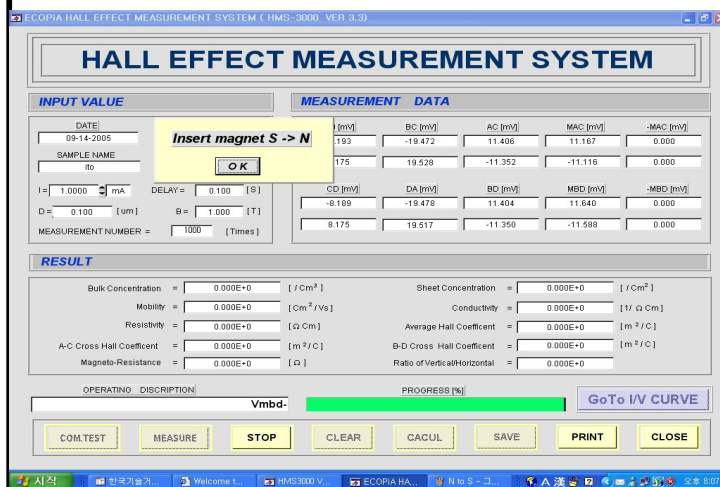 ECOPIA HALL EFFECT MEASUREMENT SYSTEM ( HMS-3000 VER 3.3)
HALL EFFECT MEASUREMENT SYSTEM
INPUT VALUE
DATE
09-14-2005
SAMPLE NAME
ito
I = 1.0000 mA DELAY = 0.100 [ S ]
D = 0.100 [ um ] B = 1.000 [ T ]
MEASUREMENT NUMBER = 1000 [ Times ]
Insert magnet S -> N
O K
MEASUREMENT DATA
[mV] BC [mV] AC [mV] MAC [mV] -MAC [mV]
.193 -19.472 11.406 11.167 0.000
175 19.528 -11.352 -11.116 0.000
CD [mV] DA [mV] BD [mV] MBD [mV] -MBD [mV]
-8.189 -19.478 11.404 11.640 0.000
8.175 19.517 -11.350 -11.588 0.000
RESULT
Bulk Concentration = 0.000E+0 [ / Cm³ ] Sheet Concentration = 0.000E+0 [ / Cm² ]
Mobility = 0.000E+0 [ Cm² / Vs ] Conductivity = 0.000E+0 [ 1/ Ω Cm ]
Resistivity = 0.000E+0 [ Ω Cm ] Average Hall Coefficent = 0.000E+0 [ m² / C ]
A-C Cross Hall Coefficent = 0.000E+0 [ m² / C ] B-D Cross Hall Coefficent = 0.000E+0 [ m² / C ]
Magneto-Resistance = 0.000E+0 [ Ω ] Ratio of Vertical/Horizontal = 0.000E+0
OPERATING DISCRIPTION PROGRESS [%]
Vmbd-
GoTo I/V CURVE
COM.TEST MEASURE STOP CLEAR CACUL SAVE PRINT CLOSE
시작 한국기술거... Welcome t... HMS3000 V... ECOPIA HA... N to S - 그... A 漢 오후 8:07